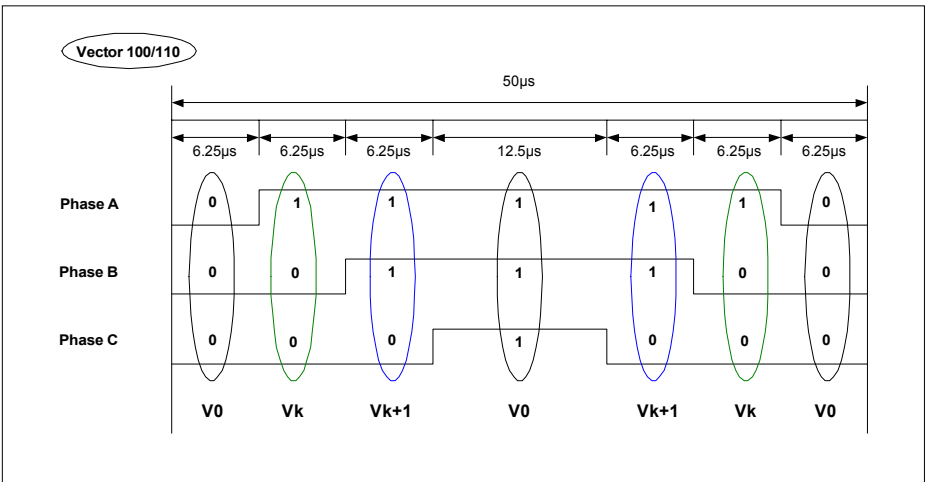 Vector 100/110
50µs
6.25µs 6.25µs 6.25µs 12.5µs 6.25µs 6.25µs 6.25µs
Phase A 0 1 1 1 1 1 0
Phase B 0 0 1 1 1 0 0
Phase C 0 0 0 1 0 0 0
V0 Vk Vk+1 V0 Vk+1 Vk V0